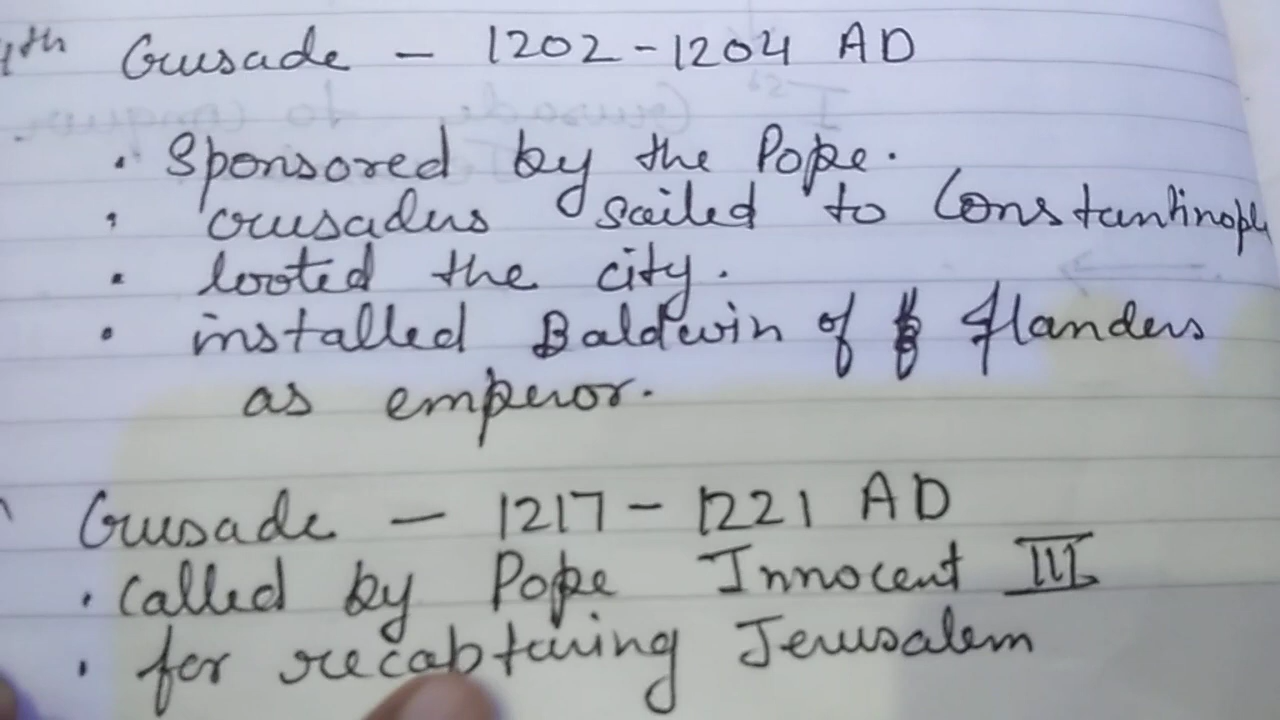 4th Crusade - 1202-1204 AD
• Sponsored by the Pope.
• crusaders sailed to Constantinople
• looted the city.
• installed Baldwin of Flanders
as emperor.
Crusade - 1217-1221 AD
• Called by Pope Innocent III
• for recapturing Jerusalem